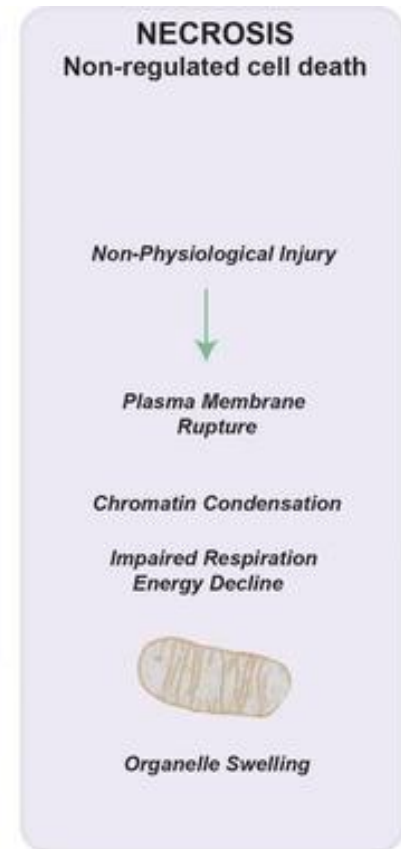 NECROSIS
Non-regulated cell death
Non-Physiological Injury
Plasma Membrane
Rupture
Chromatin Condensation
Impaired Respiration
Energy Decline
Organelle Swelling